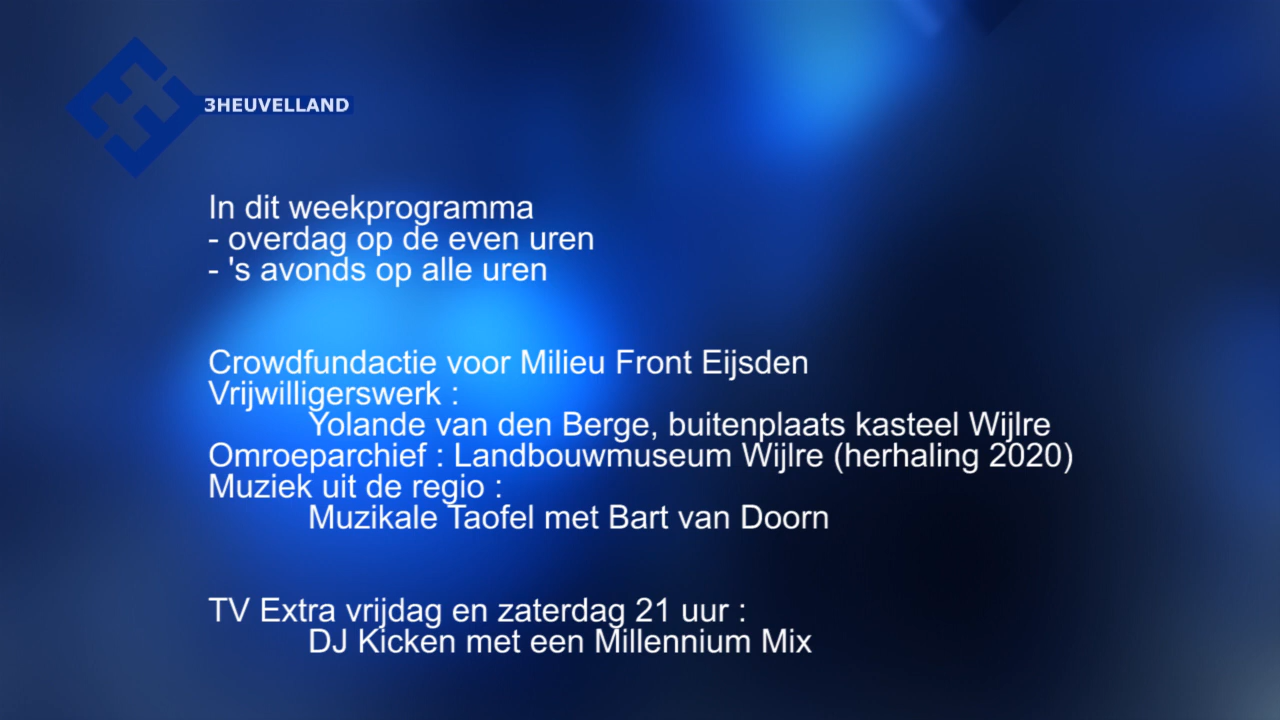 3HEUVELLAND
In dit weekprogramma
- overdag op de even uren
- 's avonds op alle uren
Crowdfundactie voor Milieu Front Eijsden
Vrijwilligerswerk :
Yolande van den Berge, buitenplaats kasteel Wijlre
Omroeparchief : Landbouwmuseum Wijlre (herhaling 2020)
Muziek uit de regio :
Muzikale Taofel met Bart van Doorn
TV Extra vrijdag en zaterdag 21 uur :
DJ Kicken met een Millennium Mix